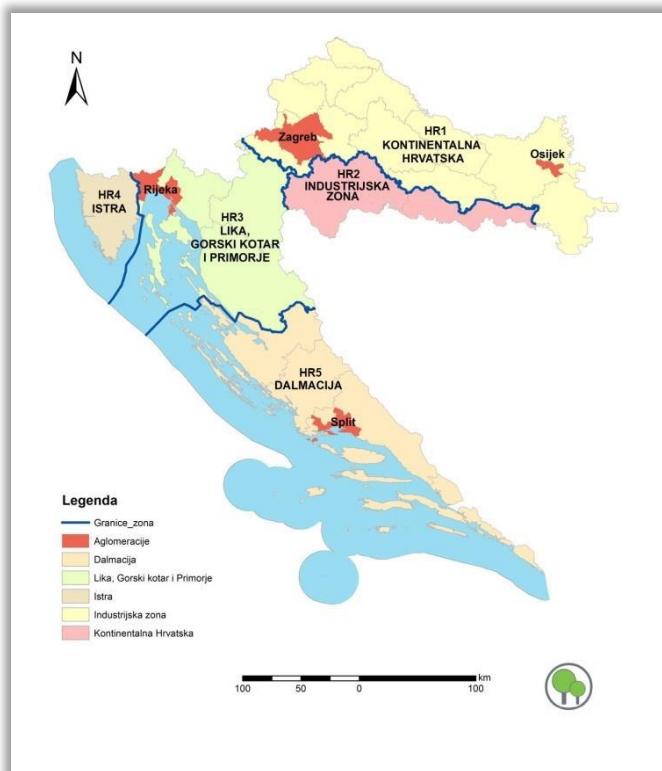 N
HR1
KONTINENTALNA
HRVATSKA
Zagreb
Osijek
HR2
INDUSTRIJSKA
ZONA
HR4
ISTRA
Rijeka
HR3
LIKA,
GORSKI KOTAR
I PRIMORJE
HR5
DALMACIJA
Split
Legenda
Granice_zona
Aglomeracije
Dalmacija
Lika, Gorski kotar i Primorje
Istra
Industrijska zona
Kontinentalna Hrvatska
km
100 50 0 100